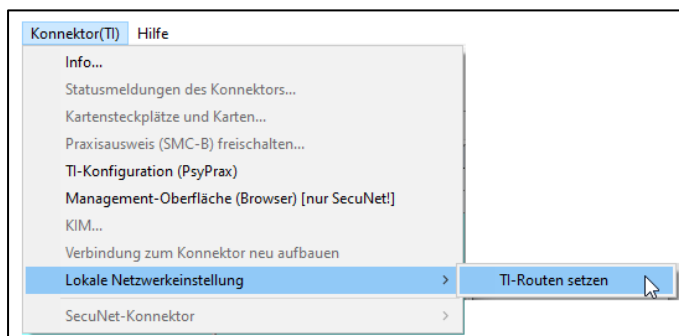 Konnektor(TI) Hilfe
Info...
Statusmeldungen des Konnektors...
Kartensteckplätze und Karten...
Praxisausweis (SMC-B) freischalten...
TI-Konfiguration (PsyPrax)
Management-Oberfläche (Browser) [nur SecuNet!]
KIM...
Verbindung zum Konnektor neu aufbauen
Lokale Netzwerkeinstellung
TI-Routen setzen
SecuNet-Konnektor